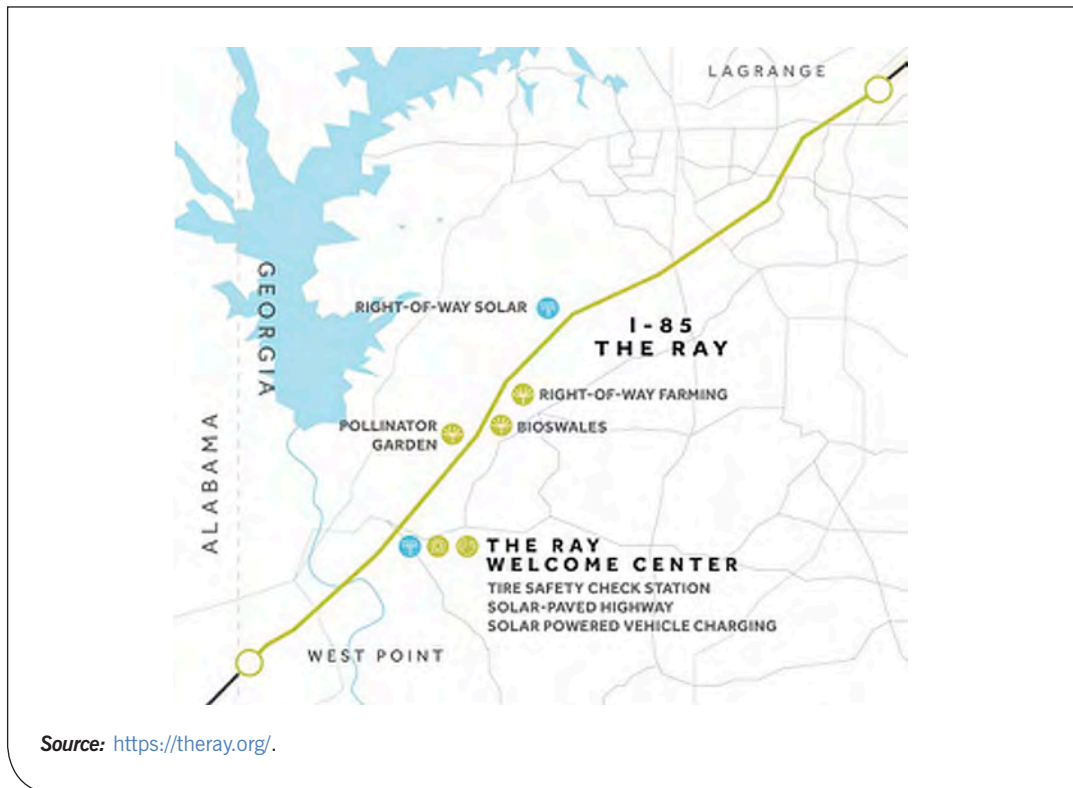 LAGRANGE
GEORGIA
ALABAMA
RIGHT-OF-WAY SOLAR
I-85
THE RAY
RIGHT-OF-WAY FARMING
POLLINATOR
GARDEN
BIOSWALES
THE RAY
WELCOME CENTER
TIRE SAFETY CHECK STATION
SOLAR-PAVED HIGHWAY
SOLAR POWERED VEHICLE CHARGING
WEST POINT
Source: https://theray.org/.